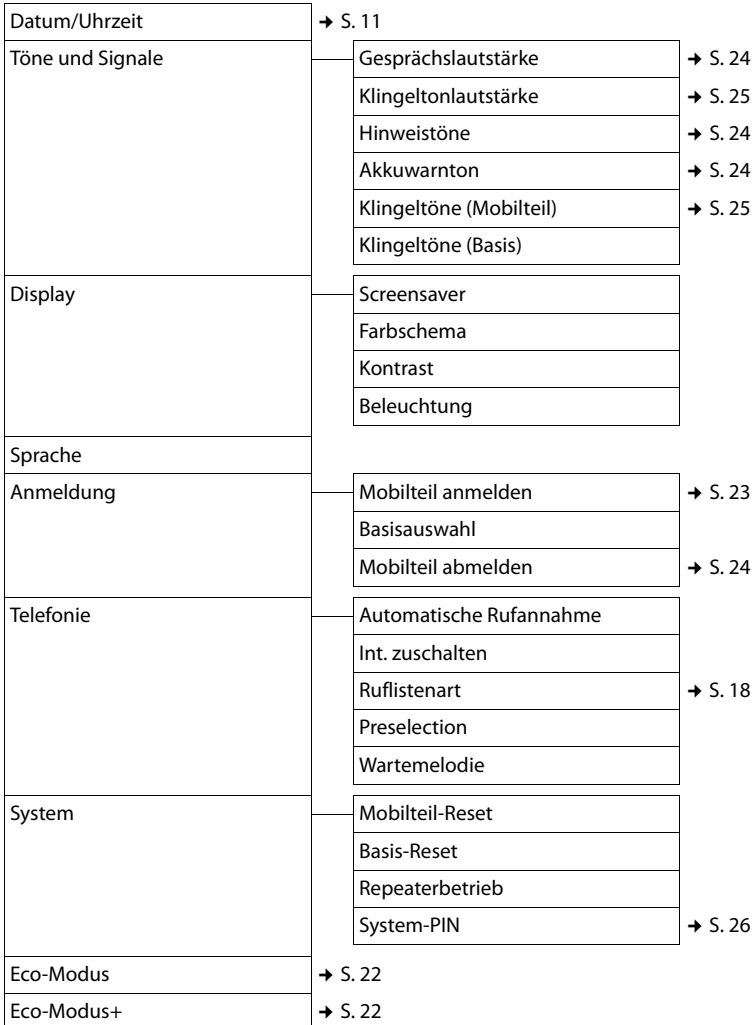 Datum/Uhrzeit ➔ S. 11
Töne und Signale Gesprächslautstärke ➔ S. 24
Klingeltonlautstärke ➔ S. 25
Hinweistöne ➔ S. 24
Akkuwarnton ➔ S. 24
Klingeltöne (Mobilteil) ➔ S. 25
Klingeltöne (Basis)
Display Screensaver
Farbschema
Kontrast
Beleuchtung
Sprache
Anmeldung Mobilteil anmelden ➔ S. 23
Basisauswahl
Mobilteil abmelden ➔ S. 24
Telefonie Automatische Rufannahme
Int. zuschalten
Ruflistenart ➔ S. 18
Preselection
Wartemelodie
System Mobilteil-Reset
Basis-Reset
Repeaterbetrieb
System-PIN ➔ S. 26
Eco-Modus ➔ S. 22
Eco-Modus+ ➔ S. 22